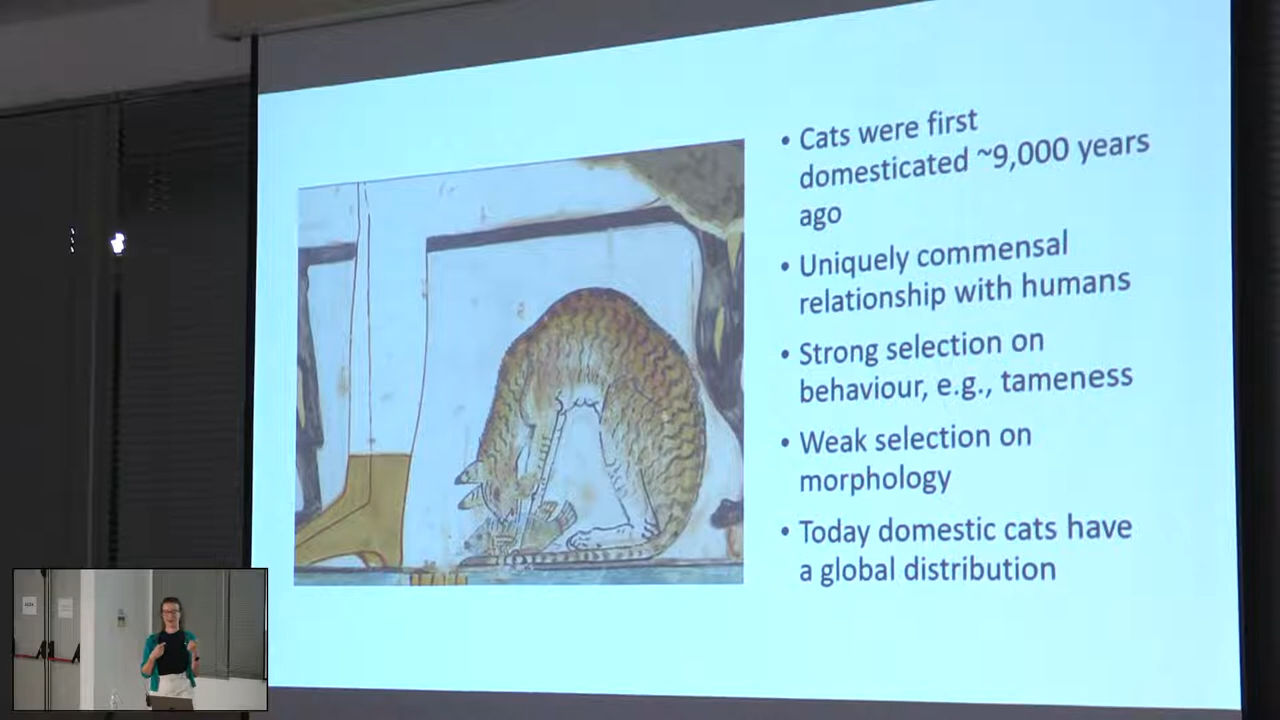 • Cats were first
domesticated ~9,000 years
ago
• Uniquely commensal
relationship with humans
• Strong selection on
behaviour, e.g., tameness
• Weak selection on
morphology
• Today domestic cats have
a global distribution